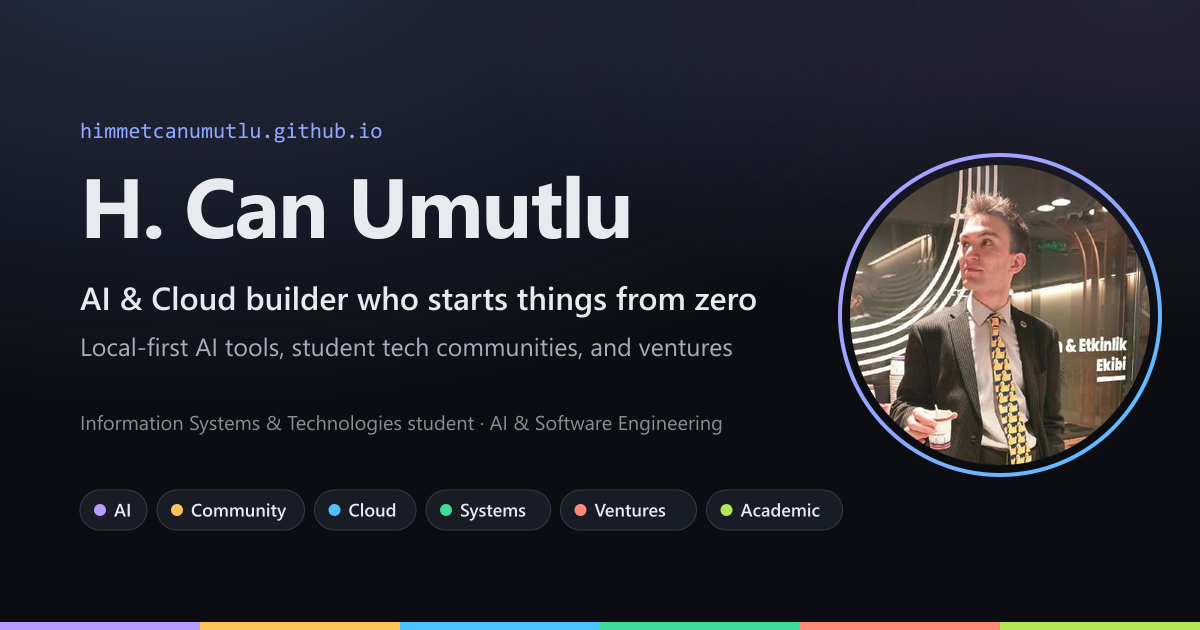 himmetcanumutlu.github.io
H. Can Umutlu
AI & Cloud builder who starts things from zero
Local-first AI tools, student tech communities, and ventures
& Etkinlik
Ekibi
Information Systems & Technologies student · AI & Software Engineering
AI
Community
Cloud
Systems
Ventures
Academic